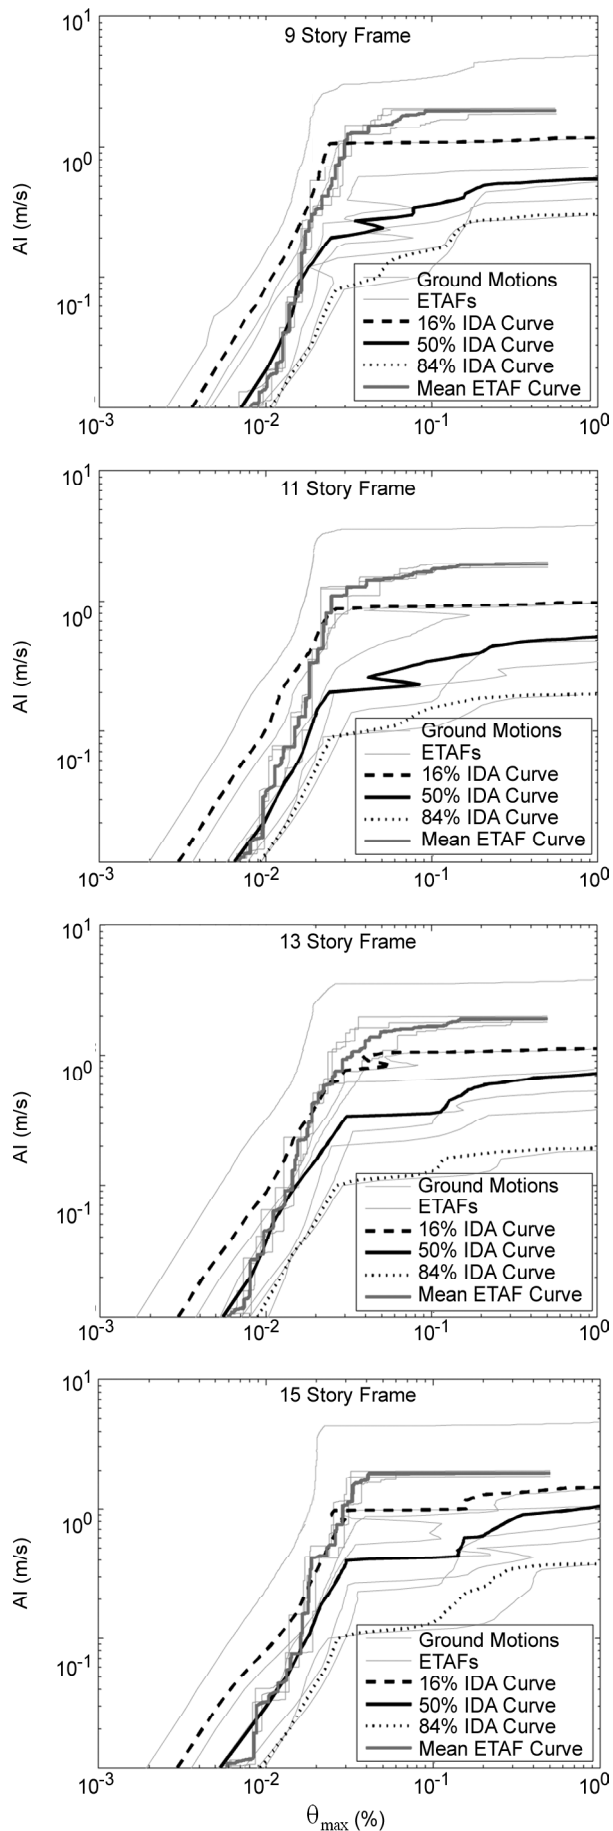 9 Story Frame
10^1
10^0
10^-1
AI (m/s)
Ground Motions
ETAFs
16% IDA Curve
50% IDA Curve
84% IDA Curve
Mean ETAF Curve
10^-3
10^-2
10^-1
10^0
11 Story Frame
10^1
10^0
10^-1
AI (m/s)
Ground Motions
ETAFs
16% IDA Curve
50% IDA Curve
84% IDA Curve
Mean ETAF Curve
10^-3
10^-2
10^-1
10^0
13 Story Frame
10^1
10^0
10^-1
AI (m/s)
Ground Motions
ETAFs
16% IDA Curve
50% IDA Curve
84% IDA Curve
Mean ETAF Curve
10^-3
10^-2
10^-1
10^0
15 Story Frame
10^1
10^0
10^-1
AI (m/s)
Ground Motions
ETAFs
16% IDA Curve
50% IDA Curve
84% IDA Curve
Mean ETAF Curve
10^-3
10^-2
10^-1
10^0
θmax (%)